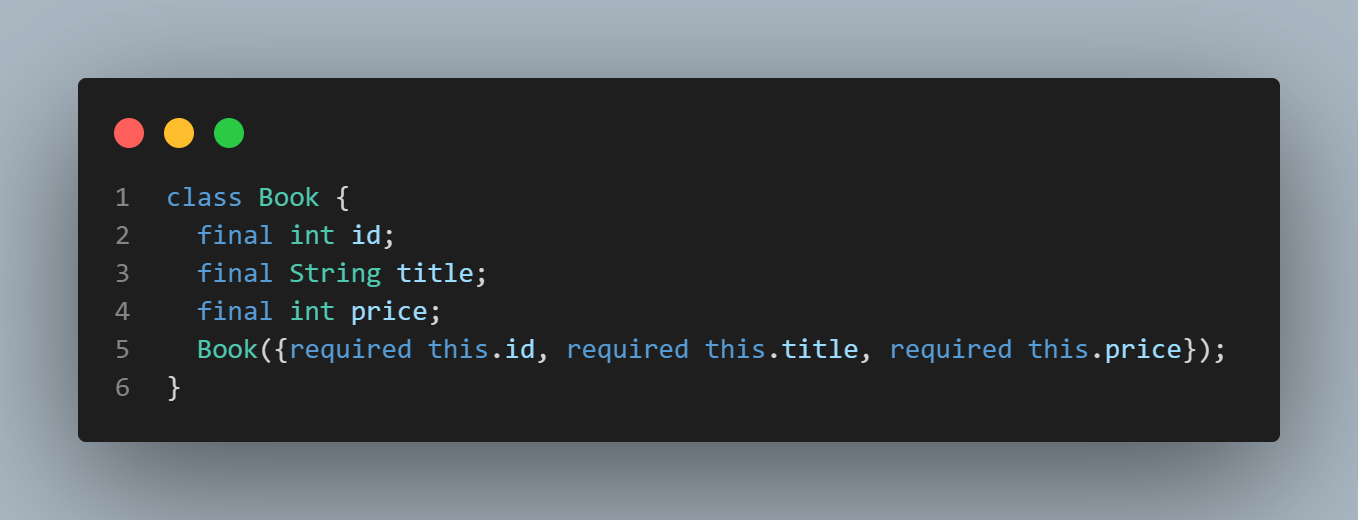 1 class Book {
2   final int id;
3   final String title;
4   final int price;
5   Book({required this.id, required this.title, required this.price});
6 }